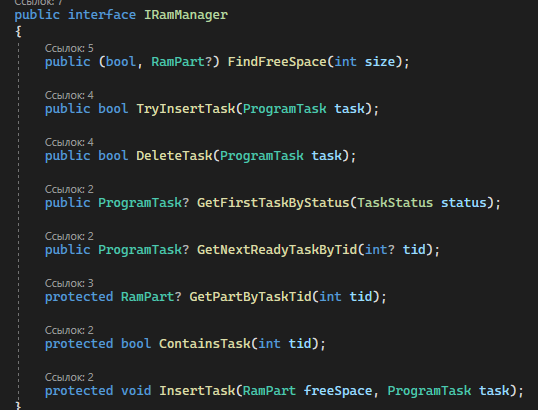 Ссылок: 7
public interface IRamManager
{
Ссылок: 5
public (bool, RamPart?) FindFreeSpace(int size);
Ссылок: 4
public bool TryInsertTask(ProgramTask task);
Ссылок: 4
public bool DeleteTask(ProgramTask task);
Ссылок: 2
public ProgramTask? GetFirstTaskByStatus(TaskStatus status);
Ссылок: 2
public ProgramTask? GetNextReadyTaskByTid(int? tid);
Ссылок: 3
protected RamPart? GetPartByTaskTid(int tid);
Ссылок: 2
protected bool ContainsTask(int tid);
Ссылок: 2
protected void InsertTask(RamPart freeSpace, ProgramTask task);
}